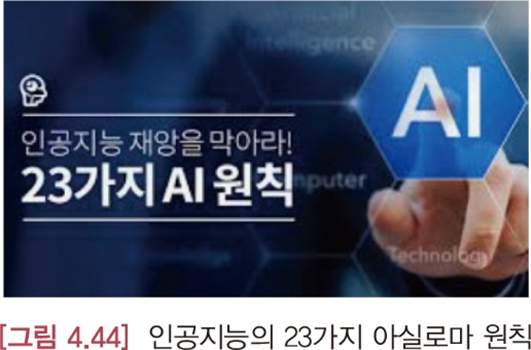 Artificial
Intelligence
AI
인공지능 재앙을 막아라!
23가지 AI 원칙
mputer
Technology
[그림 4.44] 인공지능의 23가지 아실로마 원칙